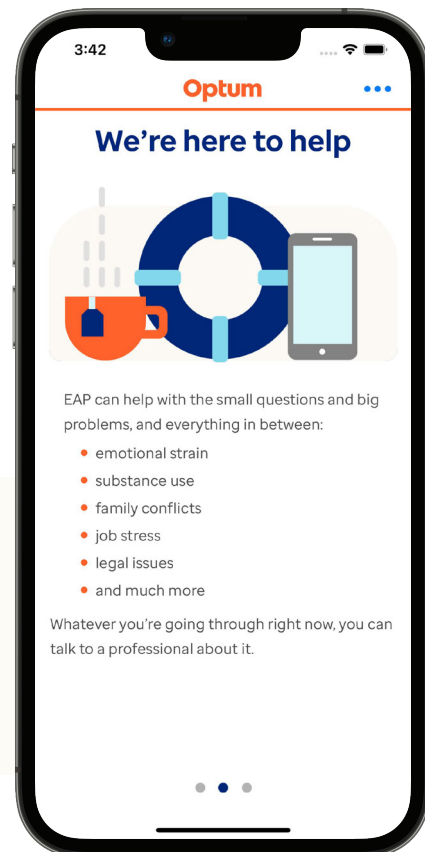 3:42
Optum
We're here to help
EAP can help with the small questions and big
problems, and everything in between:
emotional strain
substance use
family conflicts
job stress
legal issues
and much more
Whatever you're going through right now, you can
talk to a professional about it.